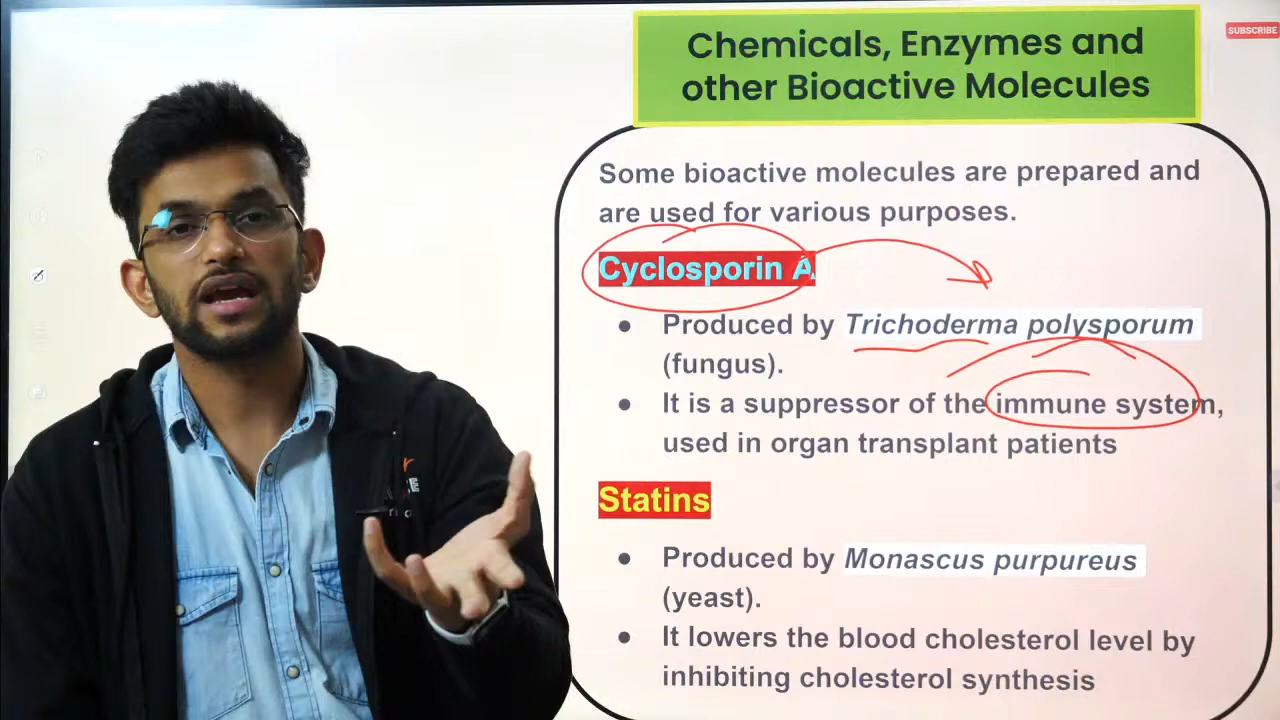 SUBSCRIBE
Chemicals, Enzymes and
other Bioactive Molecules
Some bioactive molecules are prepared and
are used for various purposes.
Cyclosporin A
● Produced by Trichoderma polysporum
(fungus).
● It is a suppressor of the immune system,
used in organ transplant patients
Statins
● Produced by Monascus purpureus
(yeast).
● It lowers the blood cholesterol level by
inhibiting cholesterol synthesis